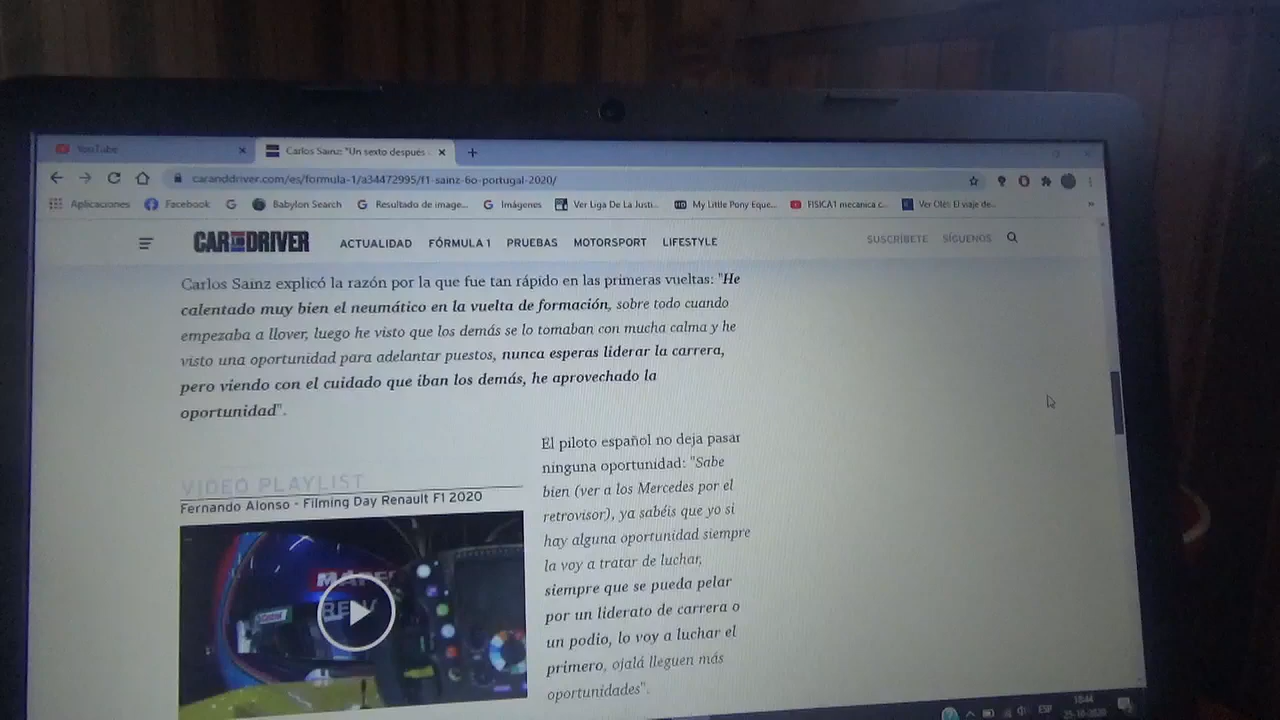 YouTube
Carlos Sainz: "Un sexto después
caranddriver.com/es/formula-1/a34472995/f1-sainz-6o-portugal-2020/
Aplicaciones
Facebook
Babylon Search
Resultado de image...
Imágenes
Ver Liga De La Justi...
My Little Pony Eque...
FISICA1 mecanica c...
Ver Olé! El viaje de...
CAR AND DRIVER
ACTUALIDAD
FÓRMULA 1
PRUEBAS
MOTORSPORT
LIFESTYLE
SUSCRÍBETE
SÍGUENOS
Carlos Sainz explicó la razón por la que fue tan rápido en las primeras vueltas: "He
calentado muy bien el neumático en la vuelta de formación, sobre todo cuando
empezaba a llover, luego he visto que los demás se lo tomaban con mucha calma y he
visto una oportunidad para adelantar puestos, nunca esperas liderar la carrera,
pero viendo con el cuidado que iban los demás, he aprovechado la
oportunidad".
VIDEO PLAYLIST
Fernando Alonso - Filming Day Renault F1 2020
El piloto español no deja pasar
ninguna oportunidad: "Sabe
bien (ver a los Mercedes por el
retrovisor), ya sabéis que yo si
hay alguna oportunidad siempre
la voy a tratar de luchar,
siempre que se pueda pelar
por un liderato de carrera o
un podio, lo voy a luchar el
primero, ojalá lleguen más
oportunidades".
ESP
18:44
25-10-2020